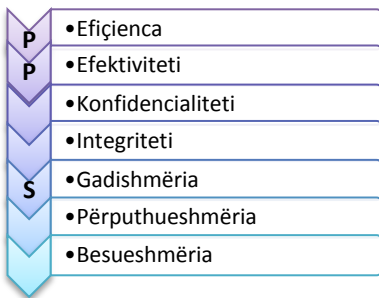 P •Efiçienca
P •Efektiviteti
•Konfidencialiteti
•Integriteti
S •Gadishmëria
•Përputhueshmëria
•Besueshmëria